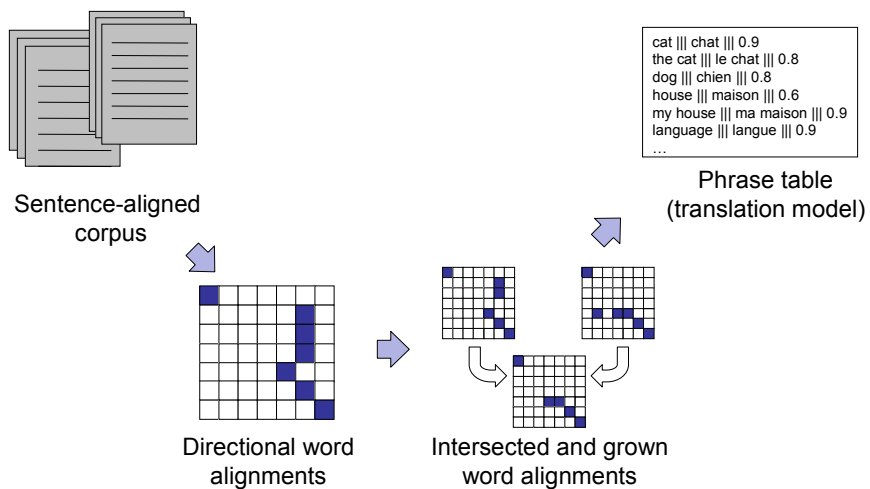 cat ||| chat ||| 0.9
the cat ||| le chat ||| 0.8
dog ||| chien ||| 0.8
house ||| maison ||| 0.6
my house ||| ma maison ||| 0.9
language ||| langue ||| 0.9
…
Phrase table
(translation model)
Sentence-aligned
corpus
Directional word
alignments
Intersected and grown
word alignments